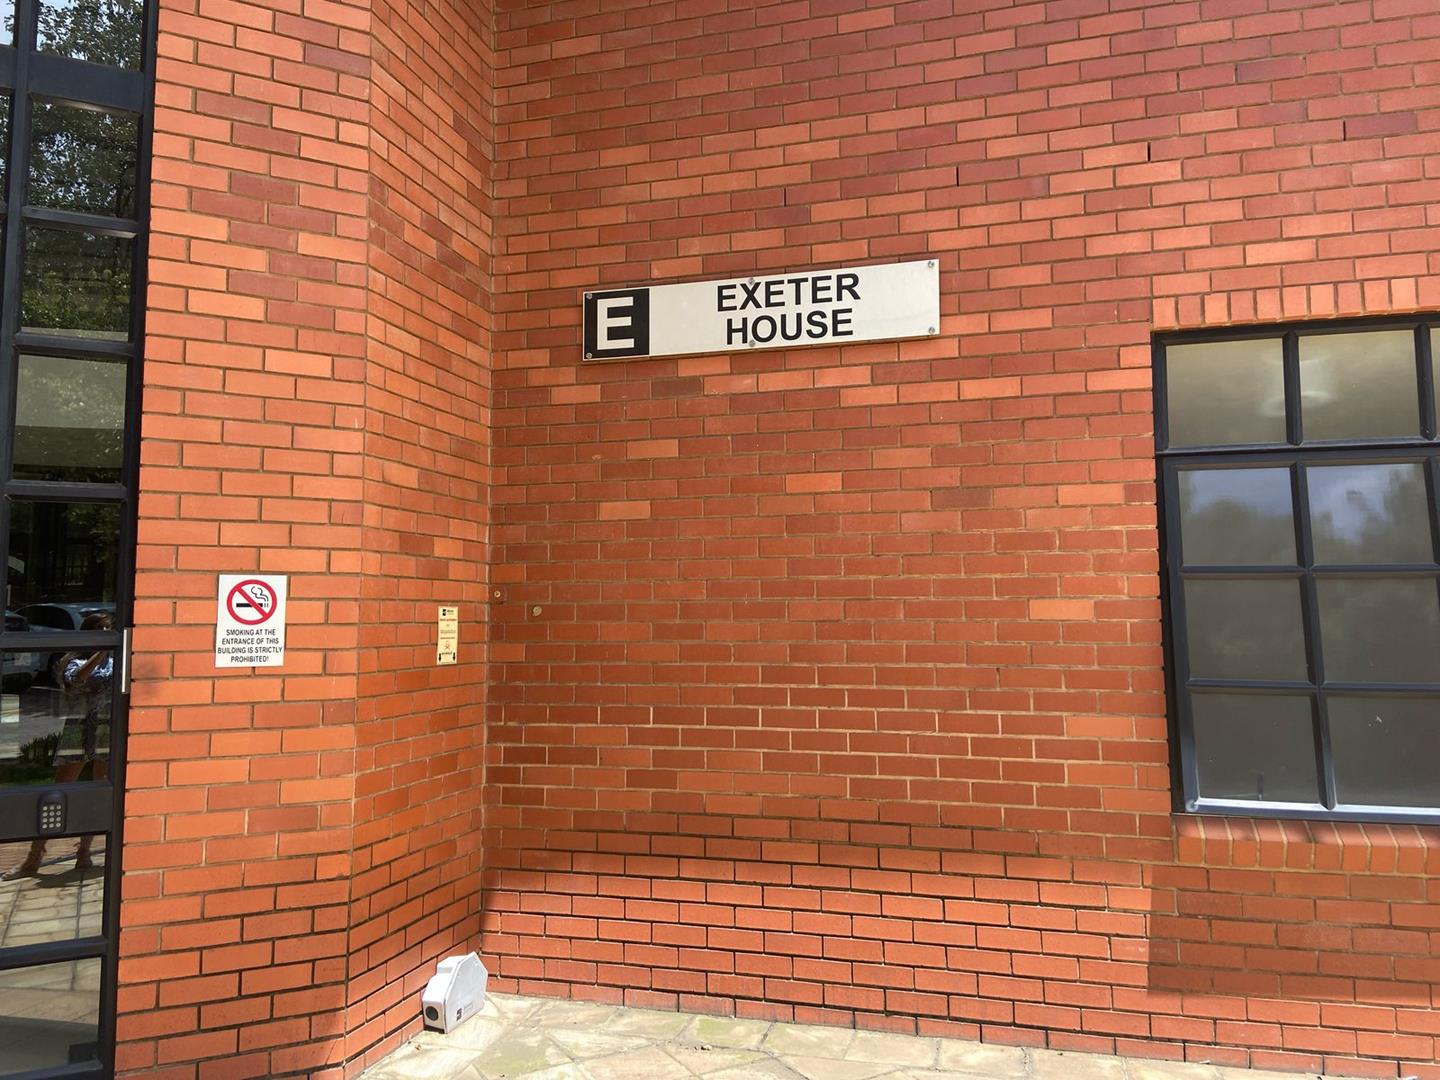 E
EXETER
HOUSE
SMOKING AT THE
ENTRANCE OF THIS
BUILDING IS STRICTLY
PROHIBITED!